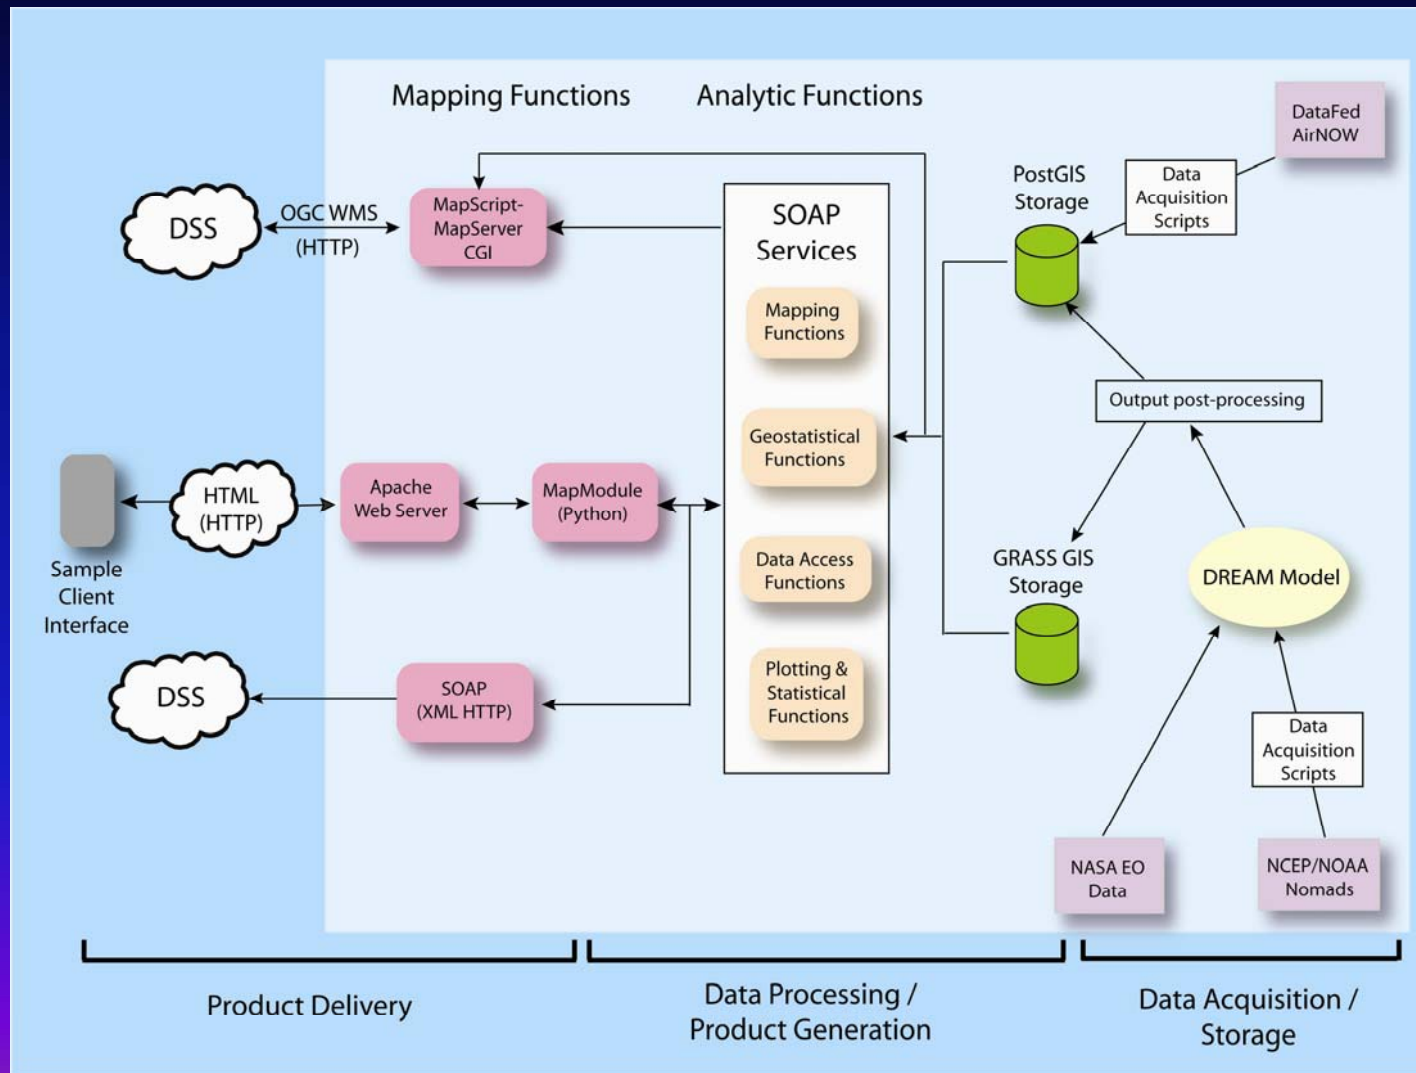 Mapping Functions
Analytic Functions
DataFed
AirNOW
Data
Acquisition
Scripts
PostGIS
Storage
DSS
OGC WMS
(HTTP)
MapScript-
MapServer
CGI
SOAP
Services
Mapping
Functions
Output post-processing
Geostatistical
Functions
HTML
(HTTP)
Apache
Web Server
MapModule
(Python)
Sample
Client
Interface
Data Access
Functions
GRASS GIS
Storage
DREAM Model
DSS
SOAP
(XML HTTP)
Plotting &
Statistical
Functions
Data
Acquisition
Scripts
NASA EO
Data
NCEP/NOAA
Nomads
Product Delivery
Data Processing /
Product Generation
Data Acquisition /
Storage